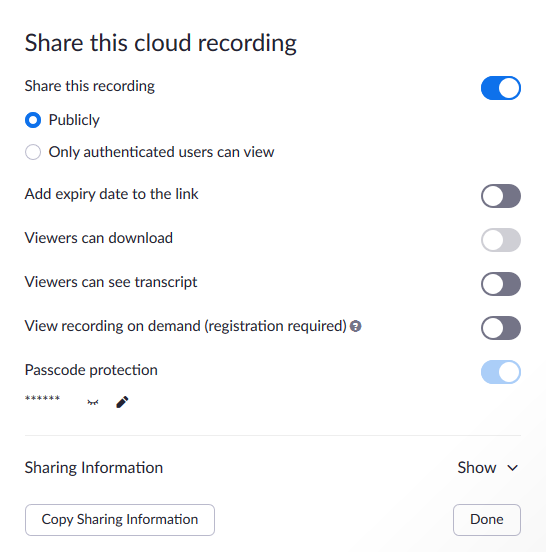 Share this cloud recording
Share this recording
Publicly
Only authenticated users can view
Add expiry date to the link
Viewers can download
Viewers can see transcript
View recording on demand (registration required) ?
Passcode protection
******
Sharing Information Show
Copy Sharing Information Done